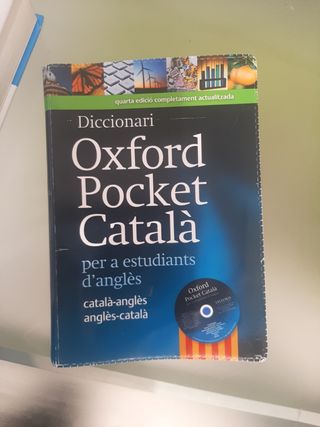 quarta edició completament actualitzada
Diccionari
Oxford
Pocket
Català
per a estudiants
d'anglès
català-anglès
anglès-català
Oxford
Pocket Català